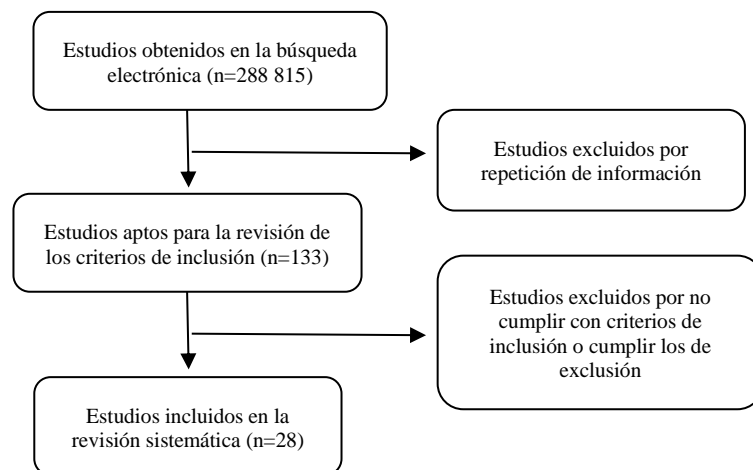 Estudios obtenidos en la búsqueda
electrónica (n=288 815)
Estudios excluidos por
repetición de información
Estudios aptos para la revisión de
los criterios de inclusión (n=133)
Estudios excluidos por no
cumplir con criterios de
inclusión o cumplir los de
exclusión
Estudios incluidos en la
revisión sistemática (n=28)